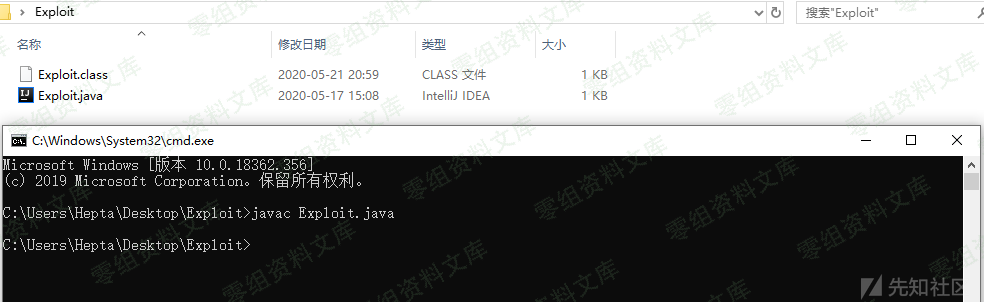 Exploit
搜索"Exploit"
名称 修改日期 类型 大小
Exploit.class 2020-05-21 20:59 CLASS 文件 1 KB
Exploit.java 2020-05-17 15:08 IntelliJ IDEA 1 KB
C:\Windows\System32\cmd.exe
Microsoft Windows [版本 10.0.18362.356]
(c) 2019 Microsoft Corporation。保留所有权利。
C:\Users\Hepta\Desktop\Exploit>javac Exploit.java
C:\Users\Hepta\Desktop\Exploit>
零组资料文库
先知社区